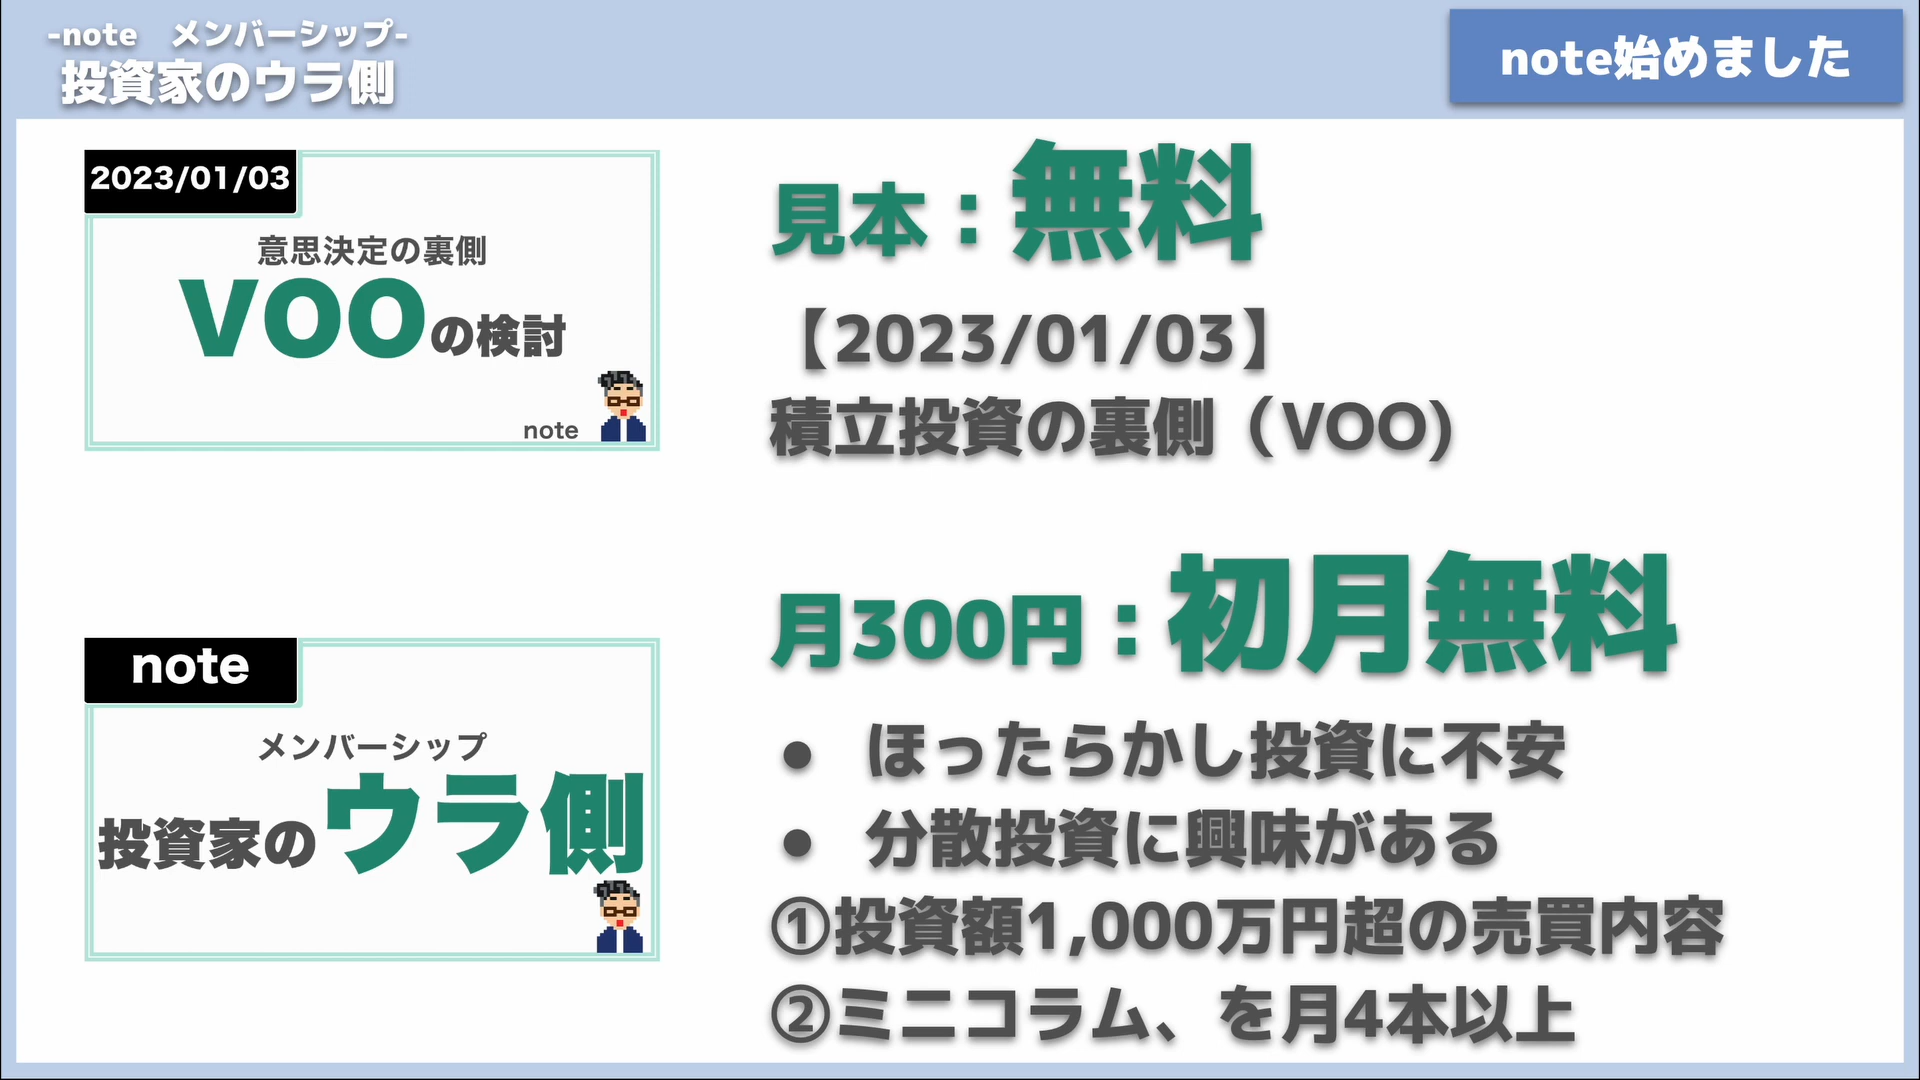 -note　メンバーシップ-
投資家のウラ側
note始めました
2023/01/03
意思決定の裏側
VOOの検討
note
見本：無料
【2023/01/03】
積立投資の裏側（VOO)
note
メンバーシップ
投資家のウラ側
月300円：初月無料
● ほったらかし投資に不安
● 分散投資に興味がある
①投資額1,000万円超の売買内容
②ミニコラム、を月4本以上